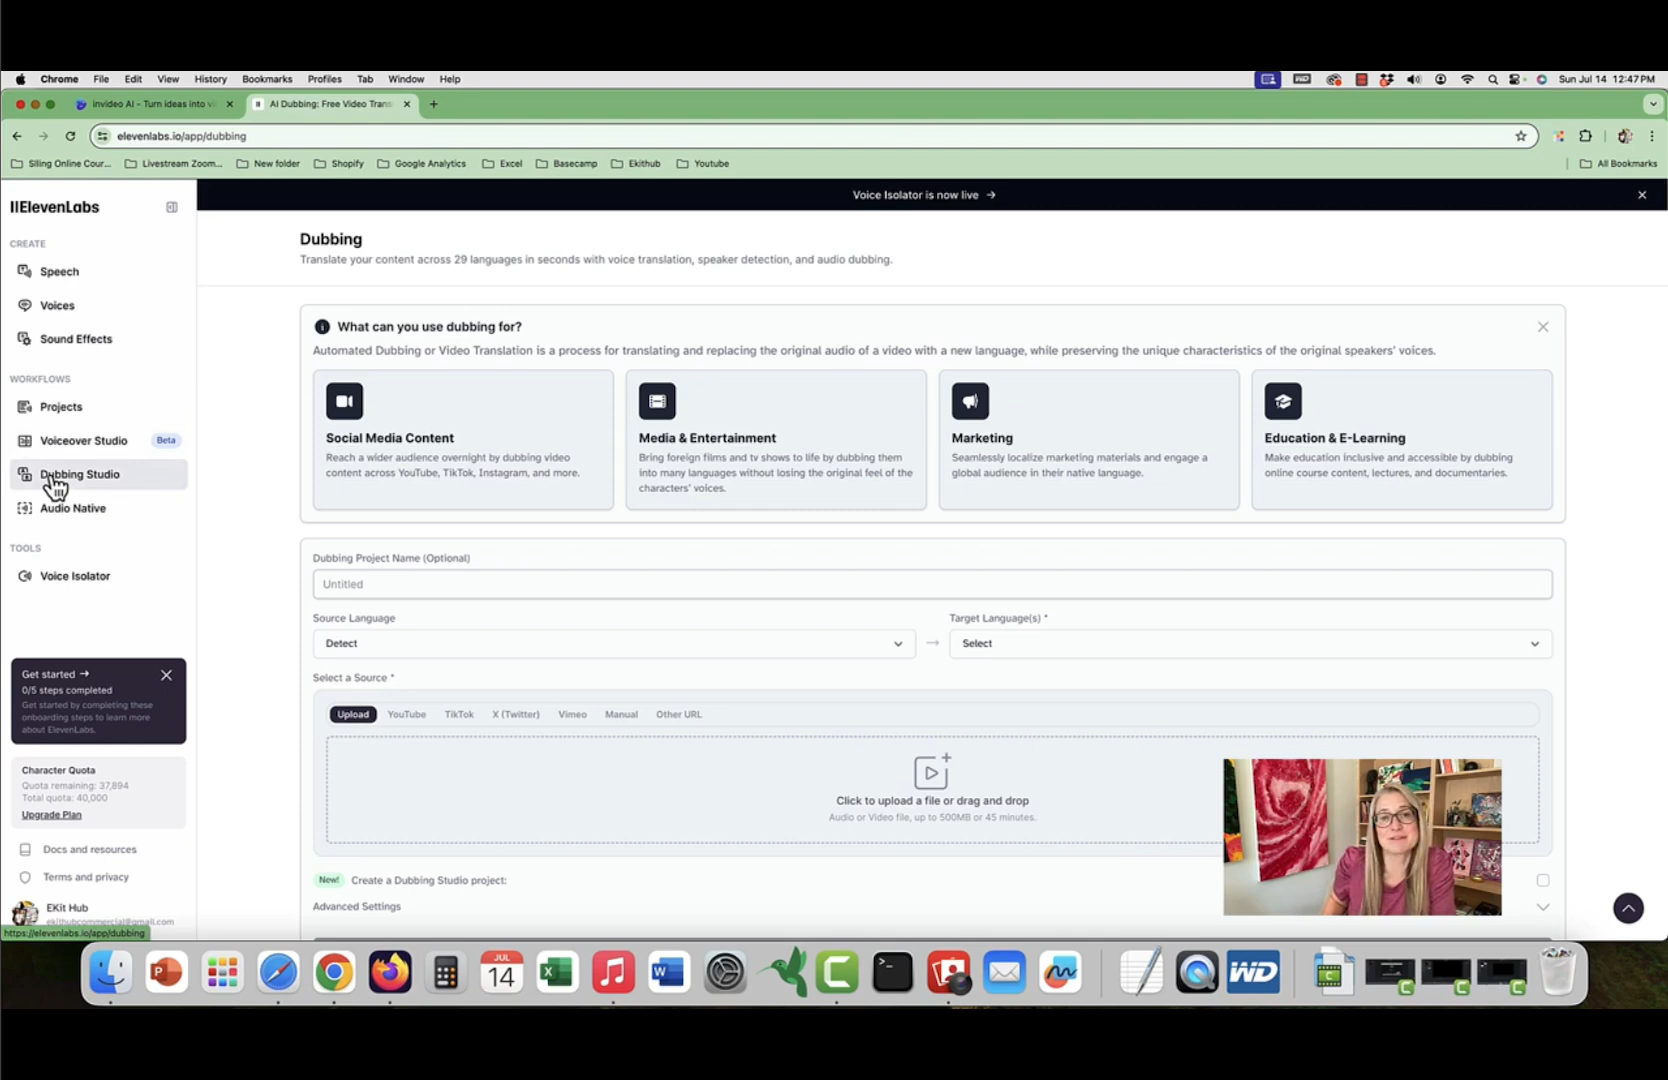 Chrome File Edit View History Bookmarks Profiles Tab Window Help
Sun Jul 14 12:47 PM
invideo AI - Turn ideas into vi
AI Dubbing: Free Video Trans
elevenlabs.io/app/dubbing
Slling Online Cour... Livestream Zoom... New folder Shopify Google Analytics Excel Basecamp Ekithub Youtube
All Bookmarks
IIElevenLabs
Voice Isolator is now live →
CREATE
Speech
Voices
Sound Effects
WORKFLOWS
Projects
Voiceover Studio Beta
Dubbing Studio
Audio Native
TOOLS
Voice Isolator
Get started →
0/5 steps completed
Get started by completing these
onboarding steps to learn more
about ElevenLabs.
Character Quota
Quota remaining: 37,894
Total quota: 40,000
Upgrade Plan
Docs and resources
Terms and privacy
EKit Hub
ekithubcommercial@gmail.com
https://elevenlabs.io/app/dubbing
Dubbing
Translate your content across 29 languages in seconds with voice translation, speaker detection, and audio dubbing.
What can you use dubbing for?
Automated Dubbing or Video Translation is a process for translating and replacing the original audio of a video with a new language, while preserving the unique characteristics of the original speakers' voices.
Social Media Content
Reach a wider audience overnight by dubbing video
content across YouTube, TikTok, Instagram, and more.
Media & Entertainment
Bring foreign films and tv shows to life by dubbing them
into many languages without losing the original feel of the
characters' voices.
Marketing
Seamlessly localize marketing materials and engage a
global audience in their native language.
Education & E-Learning
Make education inclusive and accessible by dubbing
online course content, lectures, and documentaries.
Dubbing Project Name (Optional)
Untitled
Source Language
Detect
→
Target Language(s) *
Select
Select a Source *
Upload YouTube TikTok X (Twitter) Vimeo Manual Other URL
Click to upload a file or drag and drop
Audio or Video file, up to 500MB or 45 minutes.
New! Create a Dubbing Studio project:
Advanced Settings
JUL
14
WD